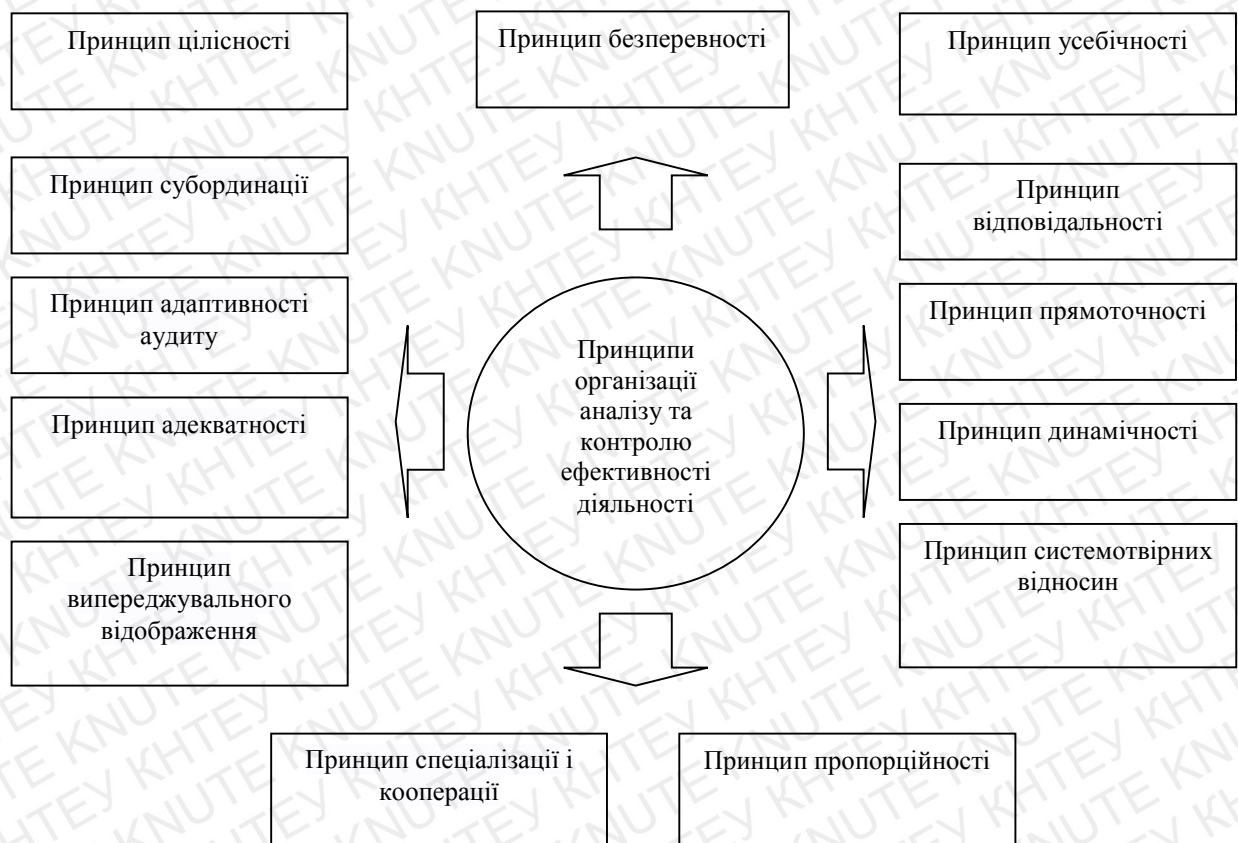 Принцип цілісності
Принцип безперевності
Принцип усебічності
Принцип субординації
Принцип
відповідальності
Принцип адаптивності
аудиту
Принцип прямоточності
Принципи
організації
аналізу та
контролю
ефективності
діяльності
Принцип адекватності
Принцип динамічності
Принцип
випереджувального
відображення
Принцип системотвірних
відносин
Принцип спеціалізації і
кооперації
Принцип пропорційності